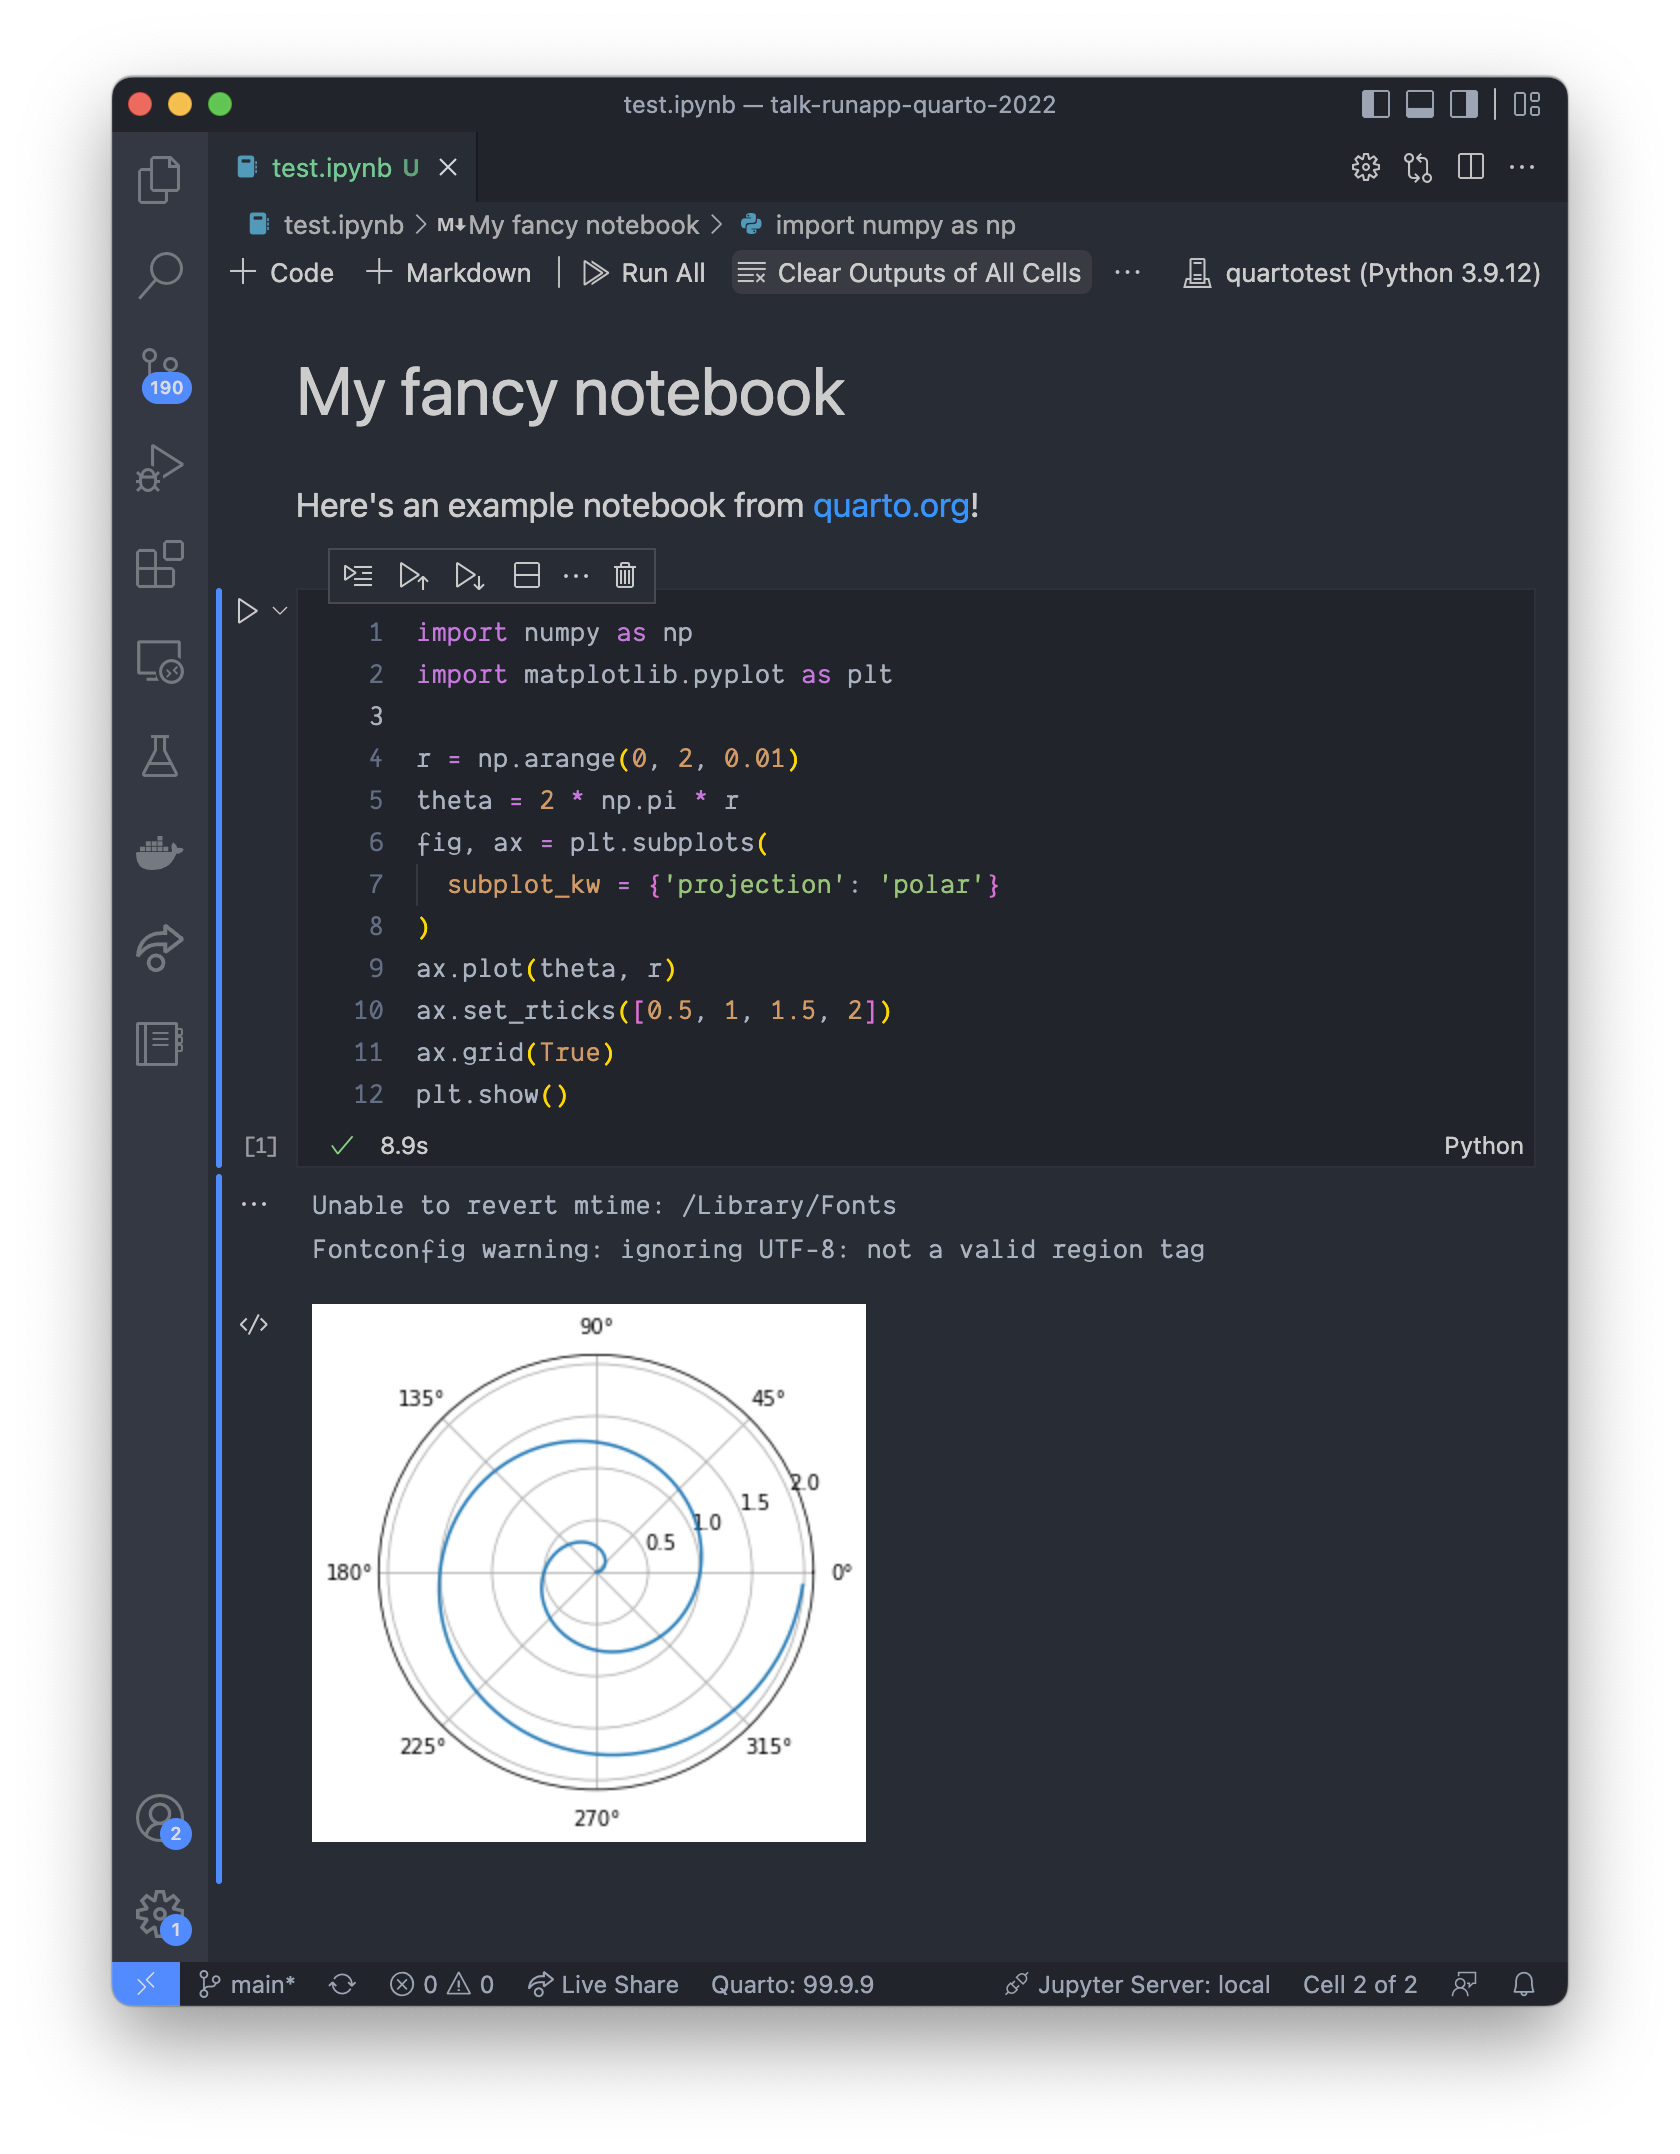 test.ipynb — talk-runapp-quarto-2022
test.ipynb U
test.ipynb > M↓ My fancy notebook > import numpy as np
+ Code + Markdown | Run All Clear Outputs of All Cells ··· quartotest (Python 3.9.12)
190
My fancy notebook
Here's an example notebook from quarto.org!
1 import numpy as np
2 import matplotlib.pyplot as plt
3
4 r = np.arange(0, 2, 0.01)
5 theta = 2 * np.pi * r
6 fig, ax = plt.subplots(
7 subplot_kw = {'projection': 'polar'}
8 )
9 ax.plot(theta, r)
10 ax.set_rticks([0.5, 1, 1.5, 2])
11 ax.grid(True)
12 plt.show()
[1] 8.9s Python
Unable to revert mtime: /Library/Fonts
Fontconfig warning: ignoring UTF-8: not a valid region tag
90°
135° 45°
2.0
1.5
1.0
0.5
180° 0°
225° 315°
270°
2
1
main* 0 0 Live Share Quarto: 99.9.9 Jupyter Server: local Cell 2 of 2